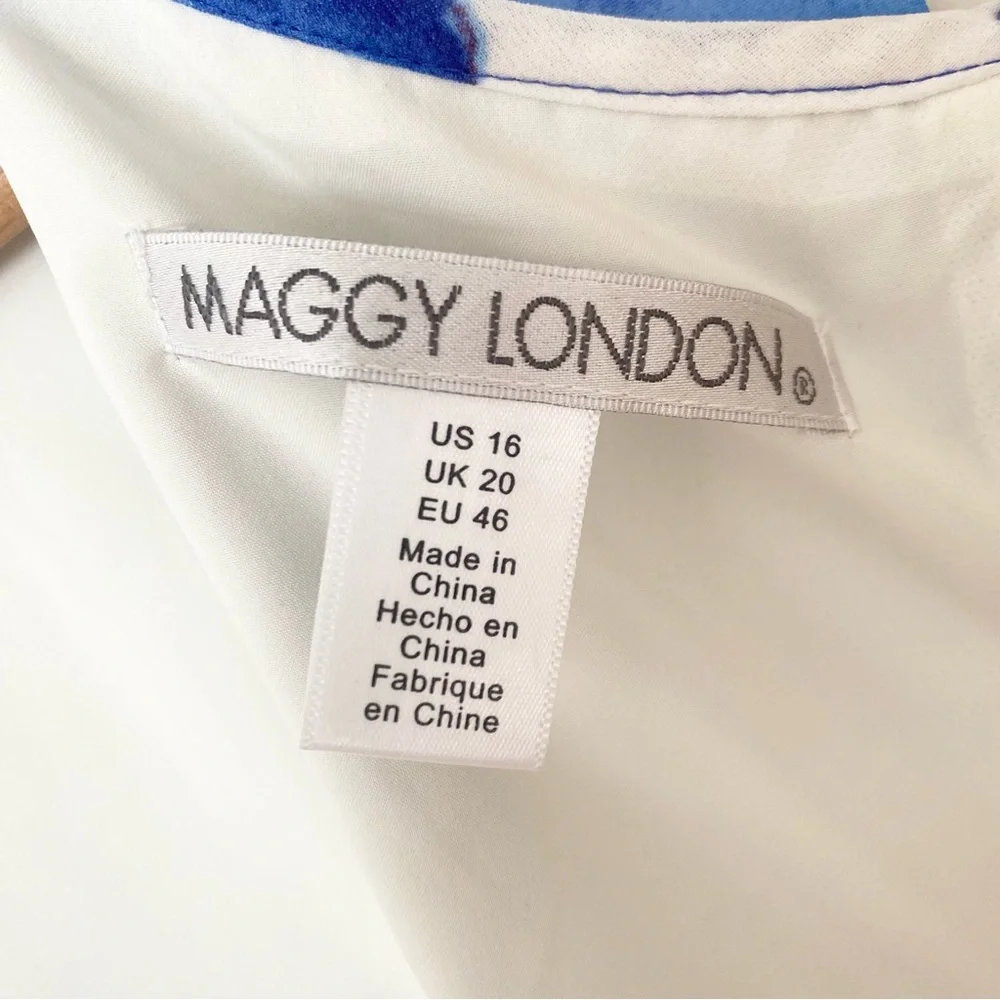 MAGGY LONDON®
US 16
UK 20
EU 46
Made in
China
Hecho en
China
Fabrique
en Chine